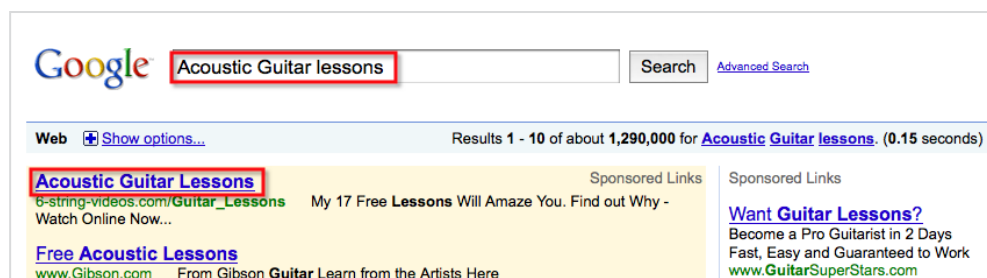 Google Acoustic Guitar lessons Search Advanced Search
Web Show options... Results 1 - 10 of about 1,290,000 for Acoustic Guitar lessons. (0.15 seconds)
Acoustic Guitar Lessons Sponsored Links
6-string-videos.com/Guitar_Lessons My 17 Free Lessons Will Amaze You. Find out Why -
Watch Online Now...
Free Acoustic Lessons
www.Gibson.com From Gibson Guitar Learn from the Artists Here
Sponsored Links
Want Guitar Lessons?
Become a Pro Guitarist in 2 Days
Fast, Easy and Guaranteed to Work
www.GuitarSuperStars.com